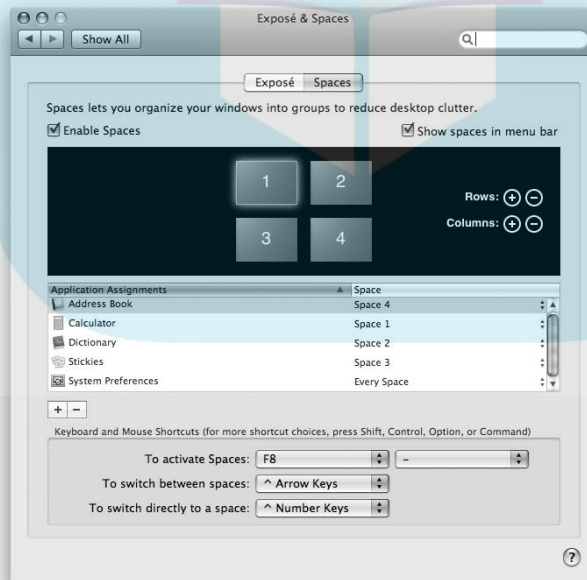 Exposé & Spaces
Show All
Exposé Spaces
Spaces lets you organize your windows into groups to reduce desktop clutter.
Enable Spaces Show spaces in menu bar
1 2
Rows:
Columns:
3 4
Application Assignments Space
Address Book Space 4
Calculator Space 1
Dictionary Space 2
Stickies Space 3
System Preferences Every Space
+ −
Keyboard and Mouse Shortcuts (for more shortcut choices, press Shift, Control, Option, or Command)
To activate Spaces: F8 –
To switch between spaces: ^ Arrow Keys
To switch directly to a space: ^ Number Keys
?